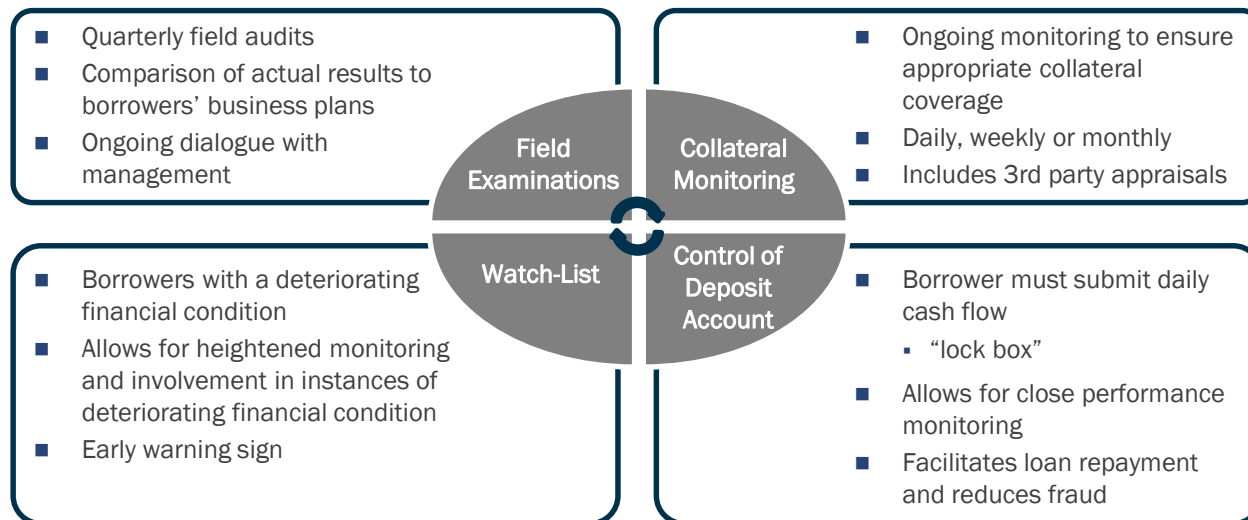 Quarterly field audits
Comparison of actual results to
borrowers’ business plans
Ongoing dialogue with
management
Ongoing monitoring to ensure
appropriate collateral
coverage
Daily, weekly or monthly
Includes 3rd party appraisals
Field
Examinations
Collateral
Monitoring
Watch-List
Control of
Deposit
Account
Borrowers with a deteriorating
financial condition
Allows for heightened monitoring
and involvement in instances of
deteriorating financial condition
Early warning sign
Borrower must submit daily
cash flow
“lock box”
Allows for close performance
monitoring
Facilitates loan repayment
and reduces fraud